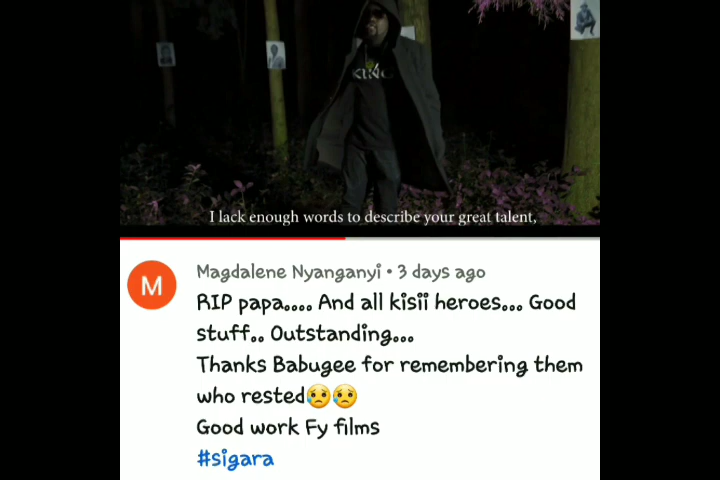 KING
I lack enough words to describe your great talent,
M
Magdalene Nyanganyi • 3 days ago
RIP papa.... And all kisii heroes... Good
stuff.. Outstanding...
Thanks Babugee for remembering them
who rested😥😥
Good work Fy films
#sigara